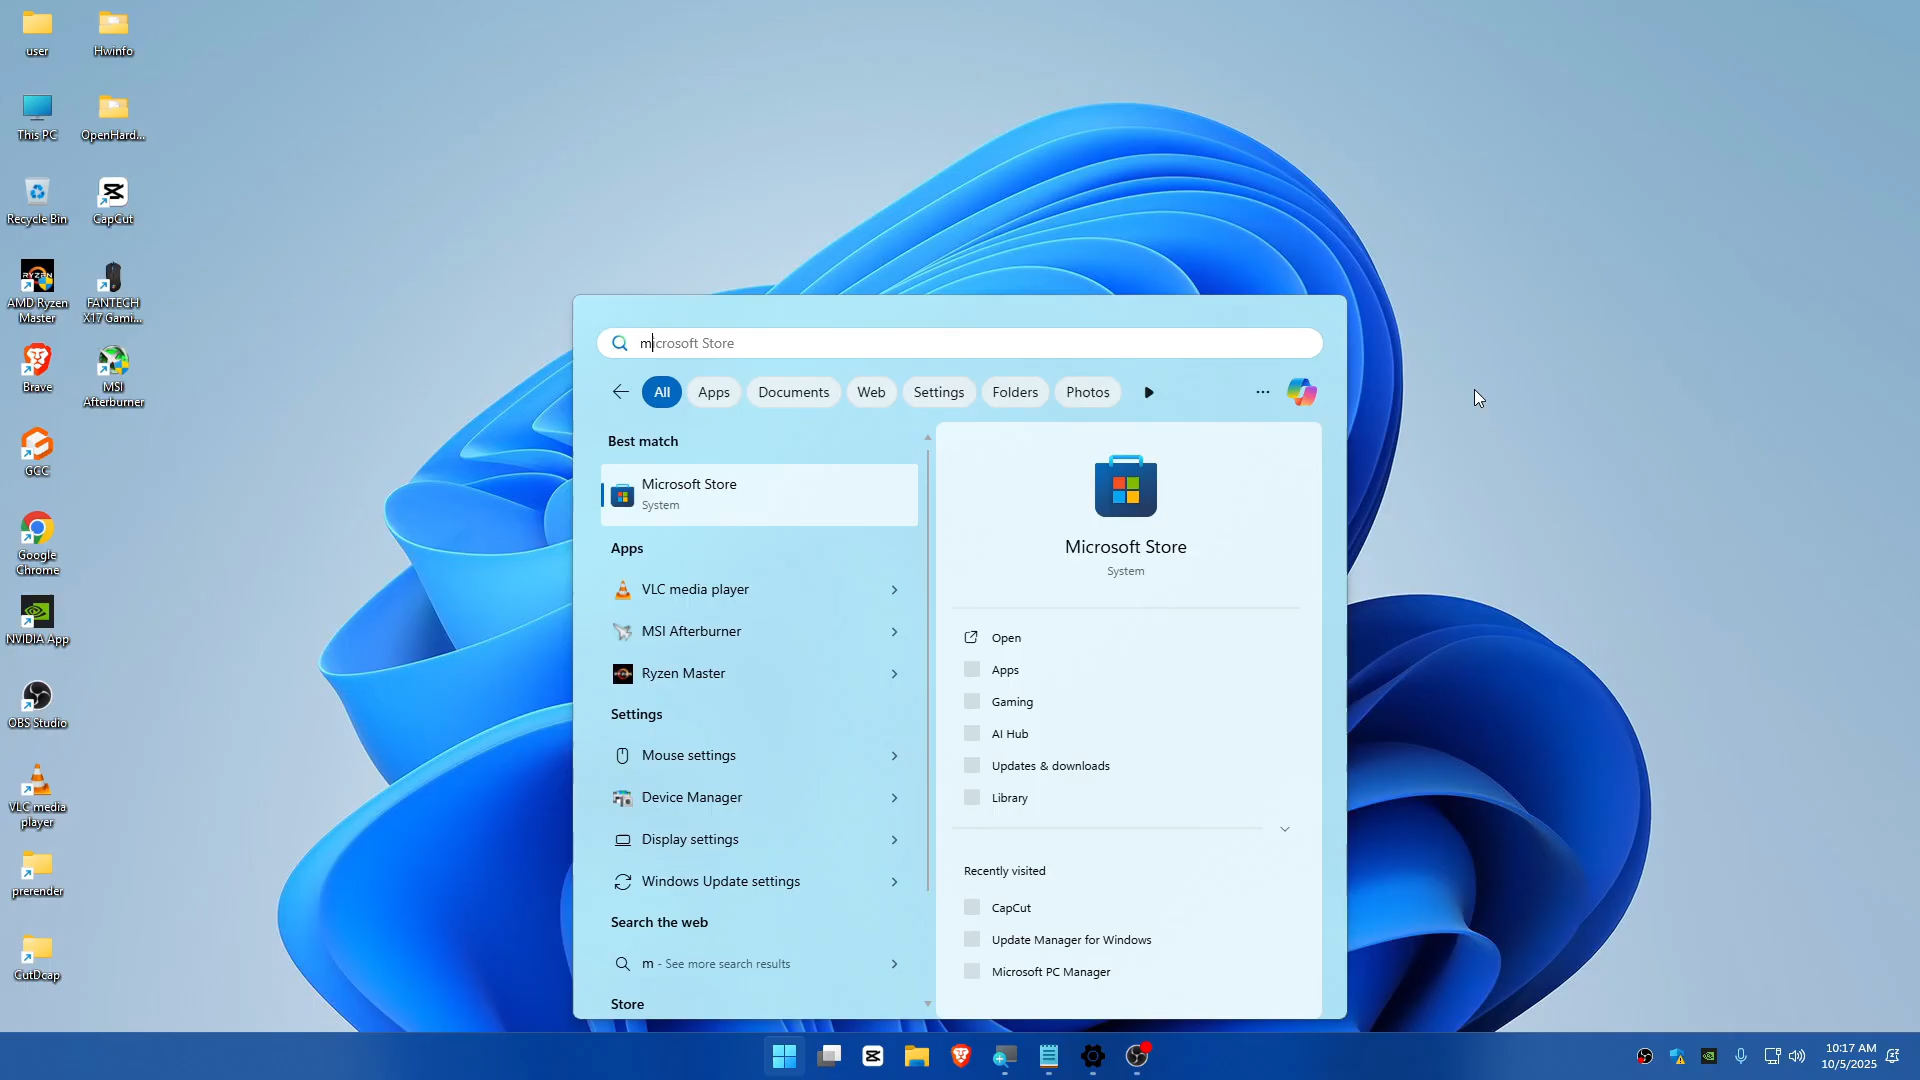 user
Hwinfo
This PC
OpenHard...
Recycle Bin
CapCut
AMD Ryzen
Master
FANTECH
X17 Gami...
Brave
MSI
Afterburner
GCC
Google
Chrome
NVIDIA App
OBS Studio
VLC media
player
prerender
CutDcap
microsoft Store
All
Apps
Documents
Web
Settings
Folders
Photos
Best match
Microsoft Store
System
Apps
VLC media player
MSI Afterburner
Ryzen Master
Settings
Mouse settings
Device Manager
Display settings
Windows Update settings
Search the web
m - See more search results
Store
Microsoft Store
System
Open
Apps
Gaming
AI Hub
Updates & downloads
Library
Recently visited
CapCut
Update Manager for Windows
Microsoft PC Manager
10:17 AM
10/5/2025